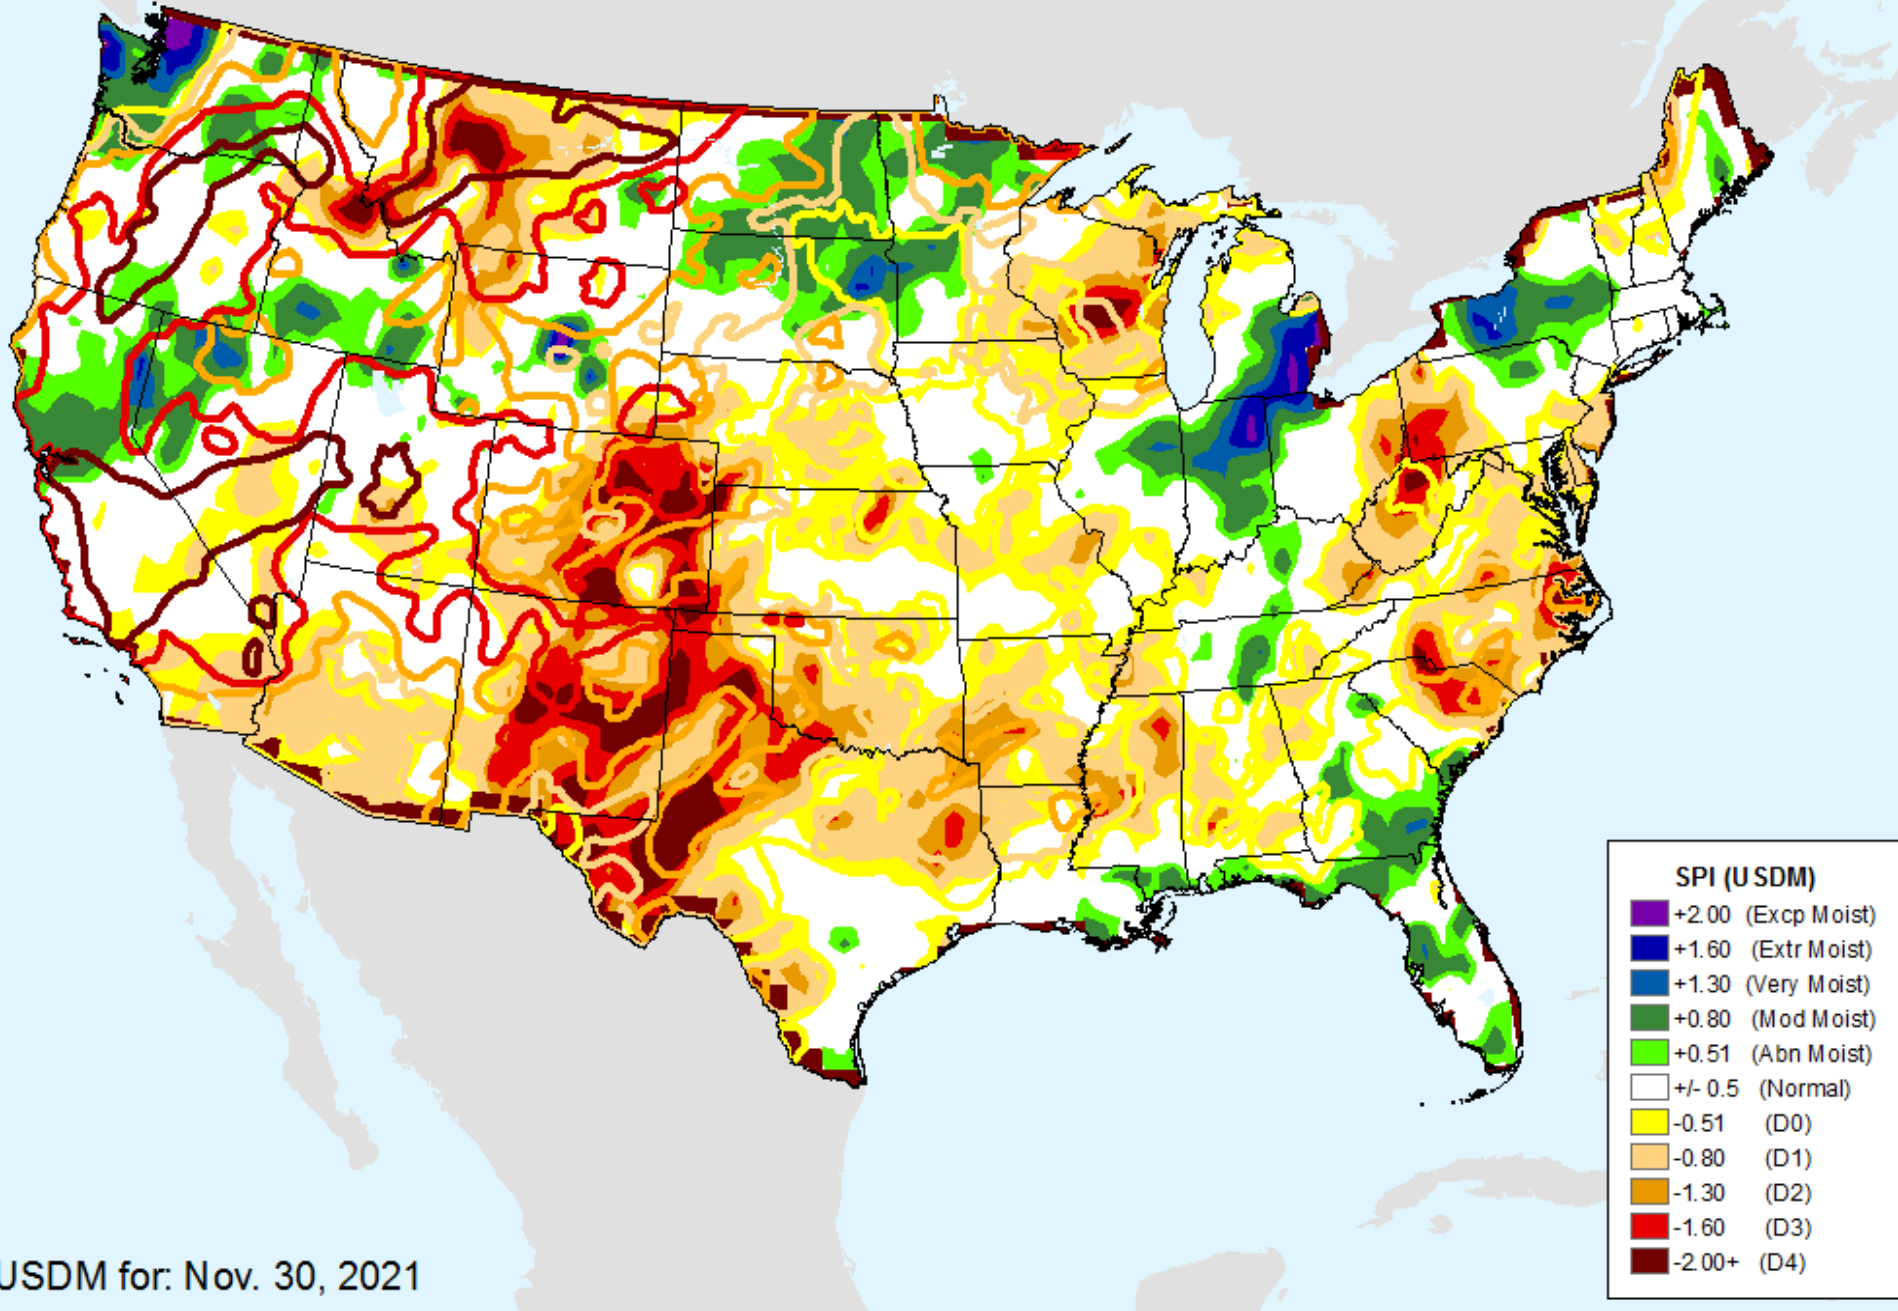 SPI (USDM)
+2.00 (Excp Moist)
+1.60 (Extr Moist)
+1.30 (Very Moist)
+0.80 (Mod Moist)
+0.51 (Abn Moist)
+/- 0.5 (Normal)
-0.51 (D0)
-0.80 (D1)
-1.30 (D2)
-1.60 (D3)
-2.00+ (D4)
USDM for: Nov. 30, 2021